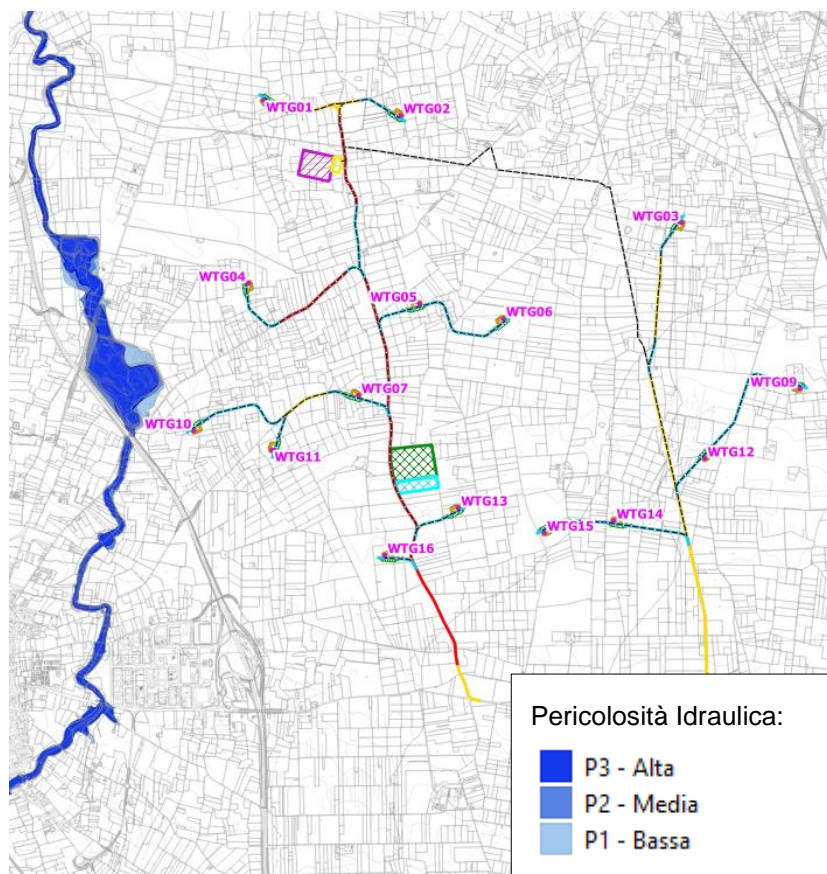 WTG01
WTG02
WTG03
WTG04
WTG05
WTG06
WTG07
WTG09
WTG10
WTG11
WTG12
WTG13
WTG14
WTG15
WTG16
Pericolosità Idraulica:
P3 - Alta
P2 - Media
P1 - Bassa